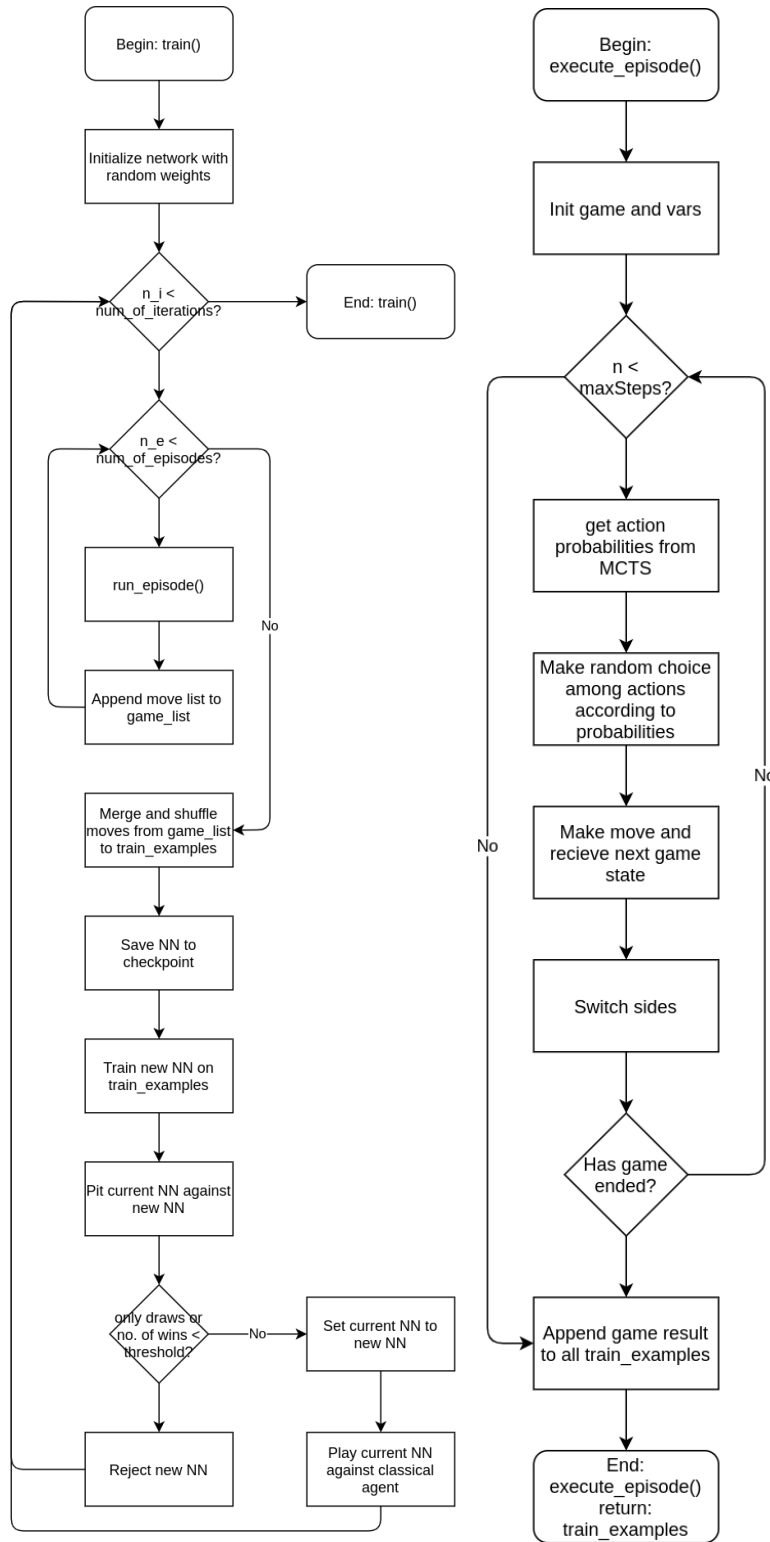 Begin: train()
Initialize network with
random weights
n_i <
num_of_iterations?
End: train()
n_e <
num_of_episodes?
run_episode()
No
Append move list to
game_list
Merge and shuffle
moves from game_list
to train_examples
Save NN to
checkpoint
Train new NN on
train_examples
Pit current NN against
new NN
only draws or
no. of wins <
threshold?
No
Set current NN to
new NN
Reject new NN
Play current NN
against classical
agent
Begin:
execute_episode()
Init game and vars
n <
maxSteps?
get action
probabilities from
MCTS
Make random choice
among actions
according to
probabilities
No
Make move and
recieve next game
state
No
Switch sides
Has game
ended?
Append game result
to all train_examples
End:
execute_episode()
return:
train_examples